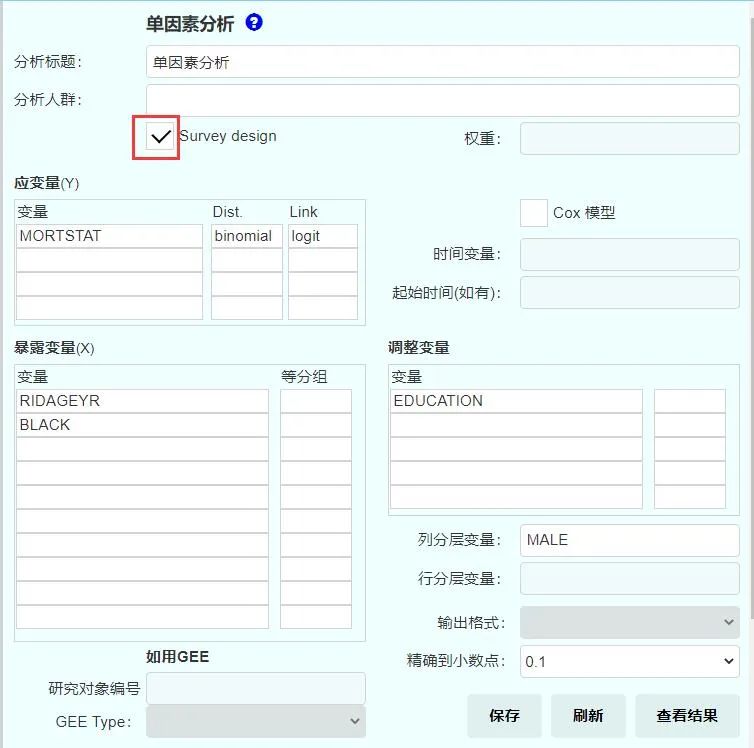 单因素分析 ?
分析标题: 单因素分析
分析人群:
Survey design 权重:
应变量(Y)
变量 Dist. Link
MORTSTAT binomial logit
Cox 模型
时间变量:
起始时间(如有):
暴露变量(X)
变量 等分组
RIDAGEYR
BLACK
调整变量
变量
EDUCATION
列分层变量: MALE
行分层变量:
输出格式:
精确到小数点: 0.1
如用GEE
研究对象编号
GEE Type:
保存 刷新 查看结果